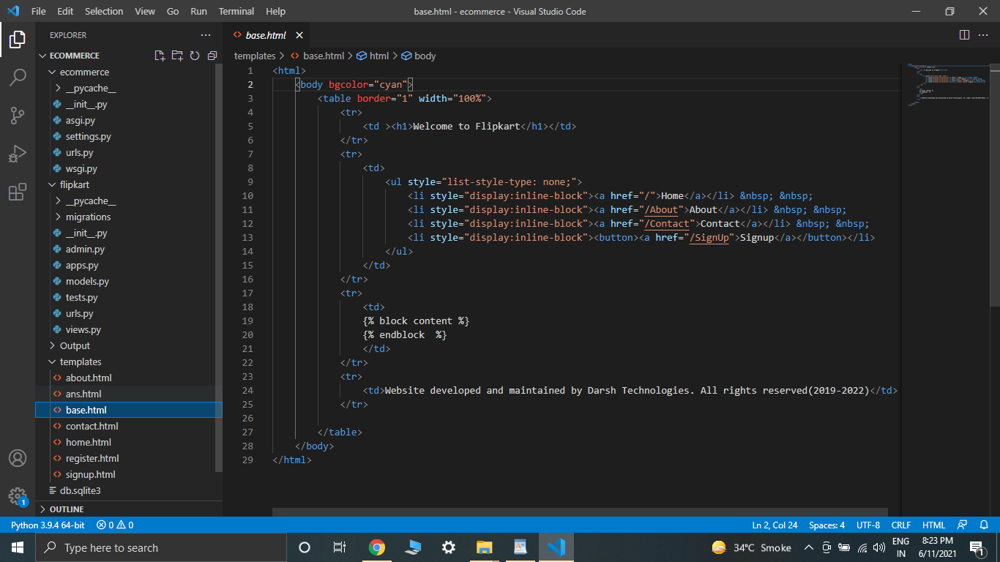 File Edit Selection View Go Run Terminal Help base.html - ecommerce - Visual Studio Code
EXPLORER
ECOMMERCE
ecommerce
__pycache__
__init__.py
asgi.py
settings.py
urls.py
wsgi.py
flipkart
__pycache__
migrations
__init__.py
admin.py
apps.py
models.py
tests.py
urls.py
views.py
Output
templates
about.html
ans.html
base.html
contact.html
home.html
register.html
signup.html
db.sqlite3
OUTLINE
base.html
templates > base.html > html > body
1 <html>
2 <body bgcolor="cyan">
3 <table border="1" width="100%">
4 <tr>
5 <td ><h1>Welcome to Flipkart</h1></td>
6 </tr>
7 <tr>
8 <td>
9 <ul style="list-style-type: none;">
10 <li style="display:inline-block"><a href="/">Home</a></li> &nbsp; &nbsp;
11 <li style="display:inline-block"><a href="/About">About</a></li> &nbsp; &nbsp;
12 <li style="display:inline-block"><a href="/Contact">Contact</a></li> &nbsp; &nbsp;
13 <li style="display:inline-block"><button><a href="/SignUp">Signup</a></button></li>
14 </ul>
15 </td>
16 </tr>
17 <tr>
18 <td>
19 {% block content %}
20 {% endblock  %}
21 </td>
22 </tr>
23 <tr>
24 <td>Website developed and maintained by Darsh Technologies. All rights reserved(2019-2022)</td>
25 </tr>
26
27 </table>
28 </body>
29 </html>
1
Python 3.9.4 64-bit 0 0 Ln 2, Col 24 Spaces: 4 UTF-8 CRLF HTML
Type here to search 34°C Smoke ENG IN 8:23 PM 6/11/2021 1